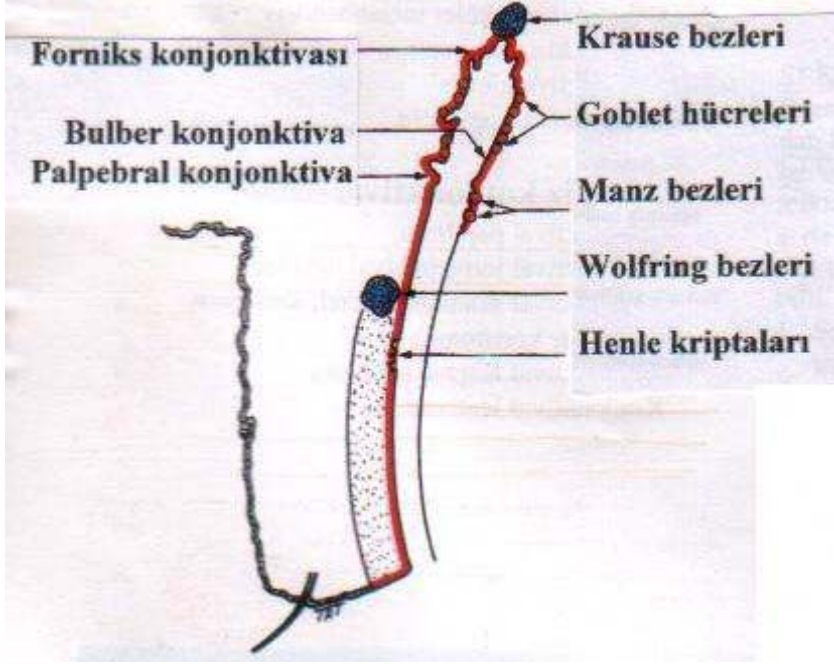 Forniks konjonktivası
Bulber konjonktiva
Palpebral konjonktiva
Krause bezleri
Goblet hücreleri
Manz bezleri
Wolfring bezleri
Henle kriptaları